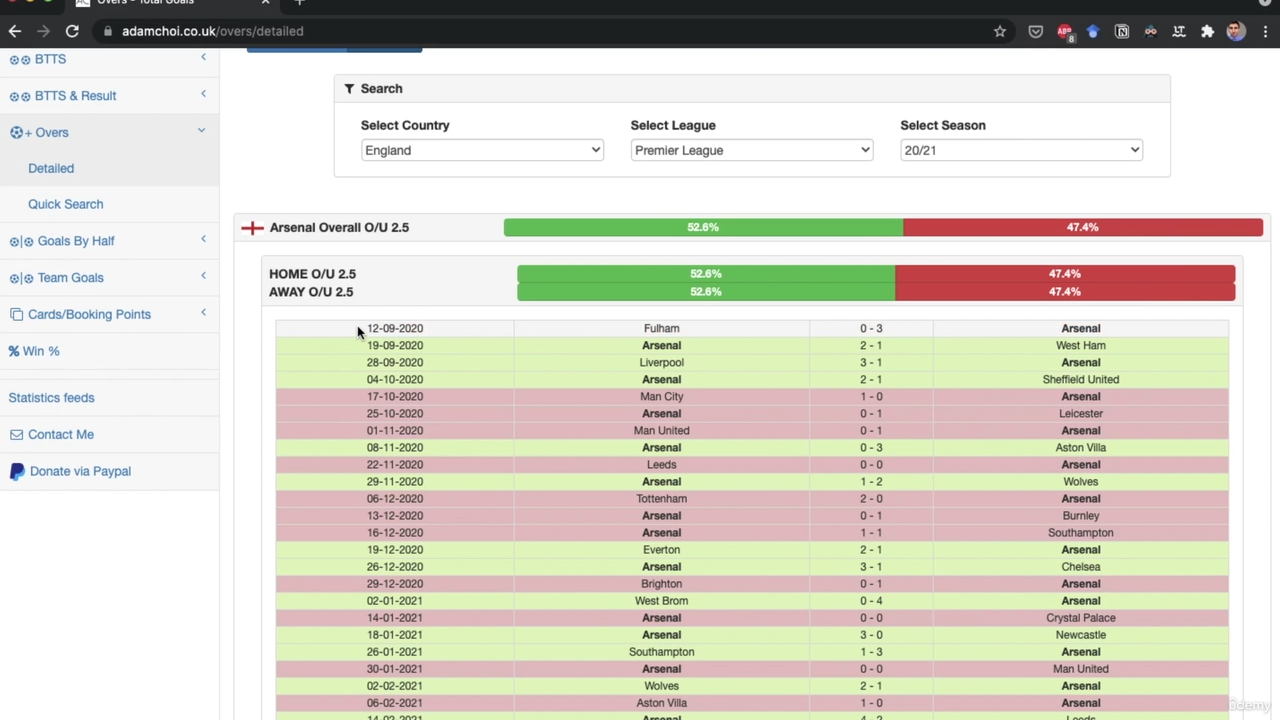 Overs - Total Goals
adamchoi.co.uk/overs/detailed
ABP
8
BTTS
BTTS & Result
+ Overs
Detailed
Quick Search
Goals By Half
Team Goals
Cards/Booking Points
% Win %
Statistics feeds
Contact Me
Donate via Paypal
Search
Select Country Select League Select Season
England Premier League 20/21
Arsenal Overall O/U 2.5 52.6% 47.4%
HOME O/U 2.5 52.6% 47.4%
AWAY O/U 2.5 52.6% 47.4%
12-09-2020 Fulham 0 - 3 Arsenal
19-09-2020 Arsenal 2 - 1 West Ham
28-09-2020 Liverpool 3 - 1 Arsenal
04-10-2020 Arsenal 2 - 1 Sheffield United
17-10-2020 Man City 1 - 0 Arsenal
25-10-2020 Arsenal 0 - 1 Leicester
01-11-2020 Man United 0 - 1 Arsenal
08-11-2020 Arsenal 0 - 3 Aston Villa
22-11-2020 Leeds 0 - 0 Arsenal
29-11-2020 Arsenal 1 - 2 Wolves
06-12-2020 Tottenham 2 - 0 Arsenal
13-12-2020 Arsenal 0 - 1 Burnley
16-12-2020 Arsenal 1 - 1 Southampton
19-12-2020 Everton 2 - 1 Arsenal
26-12-2020 Arsenal 3 - 1 Chelsea
29-12-2020 Brighton 0 - 1 Arsenal
02-01-2021 West Brom 0 - 4 Arsenal
14-01-2021 Arsenal 0 - 0 Crystal Palace
18-01-2021 Arsenal 3 - 0 Newcastle
26-01-2021 Southampton 1 - 3 Arsenal
30-01-2021 Arsenal 0 - 0 Man United
02-02-2021 Wolves 2 - 1 Arsenal
06-02-2021 Aston Villa 1 - 0 Arsenal
14-02-2021 Arsenal 4 - 2 Leeds
ûdemy